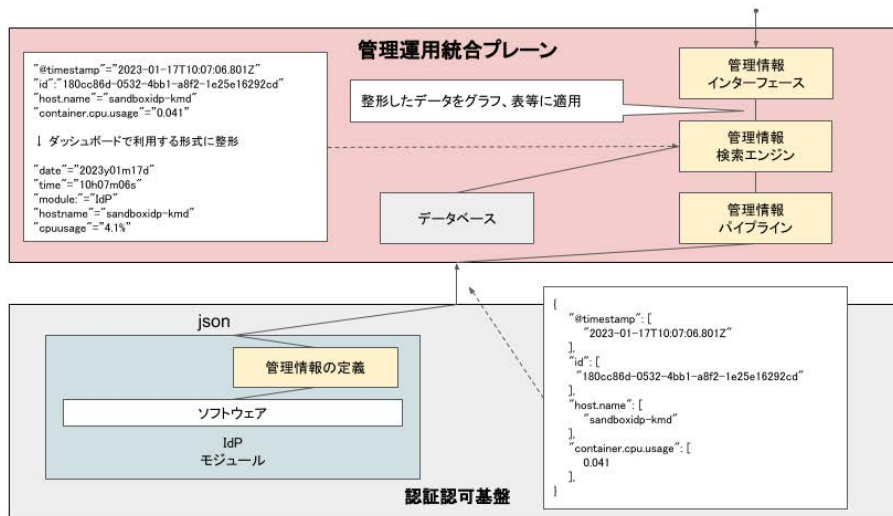 管理運用統合プレーン
"@timestamp"="2023-01-17T10:07:06.801Z"
"id":"180cc86d-0532-4bb1-a8f2-1e25e16292cd"
"host.name"="sandboxidp-kmd"
"container.cpu.usage"="0.041"
↓ ダッシュボードで利用する形式に整形
"date"="2023y01m17d"
"time"="10h07m06s"
"module:"="IdP"
"hostname"="sandboxidp-kmd"
"cpuusage"="4.1%"
管理情報
インターフェース
整形したデータをグラフ、表等に適用
管理情報
検索エンジン
データベース
管理情報
パイプライン
json
管理情報の定義
ソフトウェア
IdP
モジュール
{
"@timestamp": [
"2023-01-17T10:07:06.801Z"
],
"id": [
"180cc86d-0532-4bb1-a8f2-1e25e16292cd"
],
"host.name": [
"sandboxidp-kmd"
],
"container.cpu.usage": [
0.041
],
}
認証認可基盤